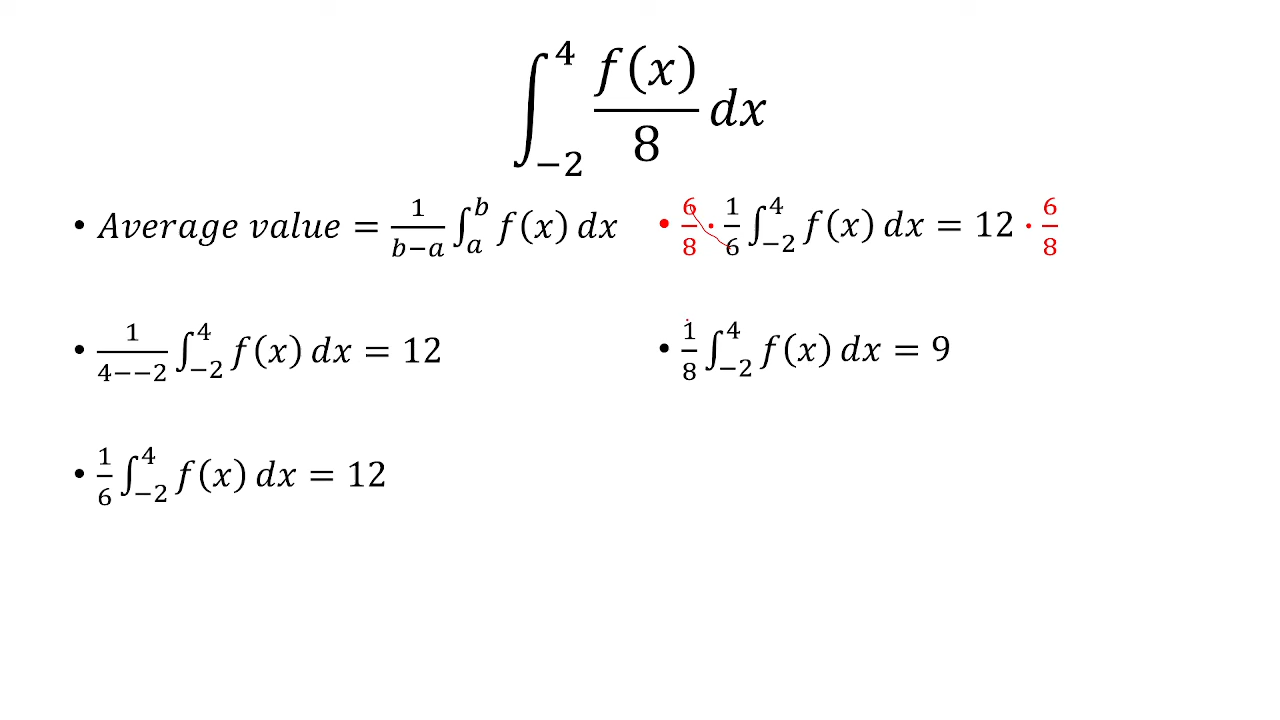 ∫_{−2}^{4} f(x)/8 dx
• Average value = 1/(b−a) ∫_{a}^{b} f(x) dx
• 1/(4−−2) ∫_{−2}^{4} f(x) dx = 12
• 1/6 ∫_{−2}^{4} f(x) dx = 12
• 6/8 · 1/6 ∫_{−2}^{4} f(x) dx = 12 · 6/8
• 1/8 ∫_{−2}^{4} f(x) dx = 9